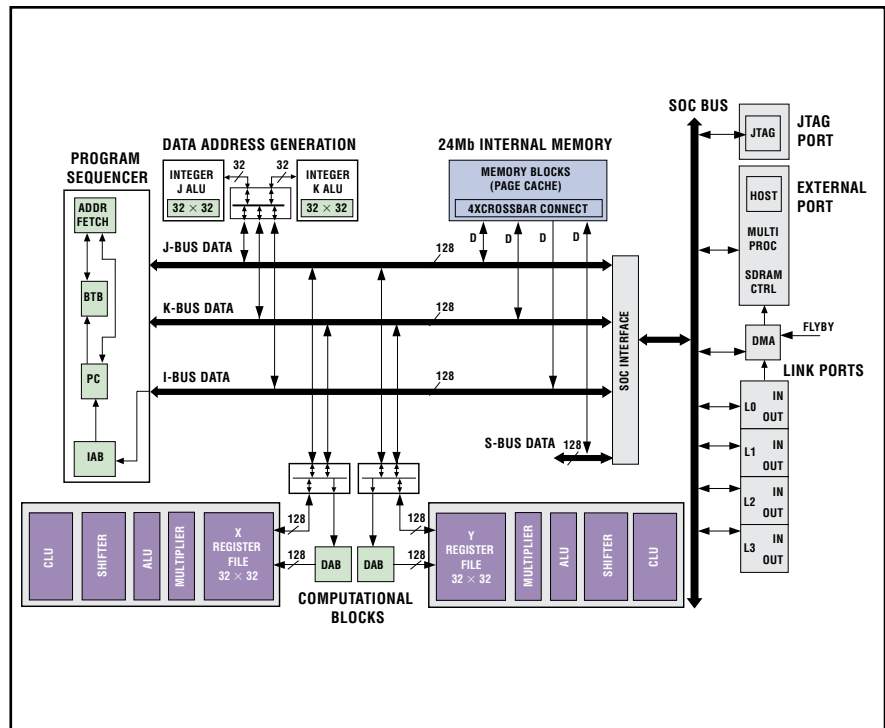 SOC BUS
JTAG
JTAG
PORT
DATA ADDRESS GENERATION
24Mb INTERNAL MEMORY
PROGRAM
SEQUENCER
32
32
INTEGER
J ALU
32 × 32
INTEGER
K ALU
32 × 32
MEMORY BLOCKS
(PAGE CACHE)
4XCROSSBAR CONNECT
HOST
MULTI
PROC
SDRAM
CTRL
EXTERNAL
PORT
ADDR
FETCH
BTB
PC
IAB
D
D
D
D
J-BUS DATA
128
K-BUS DATA
128
I-BUS DATA
128
S-BUS DATA
128
SOC INTERFACE
DMA
FLYBY
LINK PORTS
L0
IN
OUT
L1
IN
OUT
L2
IN
OUT
L3
IN
OUT
CLU
SHIFTER
ALU
MULTIPLIER
X
REGISTER
FILE
32 × 32
128
128
DAB
DAB
128
128
Y
REGISTER
FILE
32 × 32
MULTIPLIER
ALU
SHIFTER
CLU
COMPUTATIONAL
BLOCKS